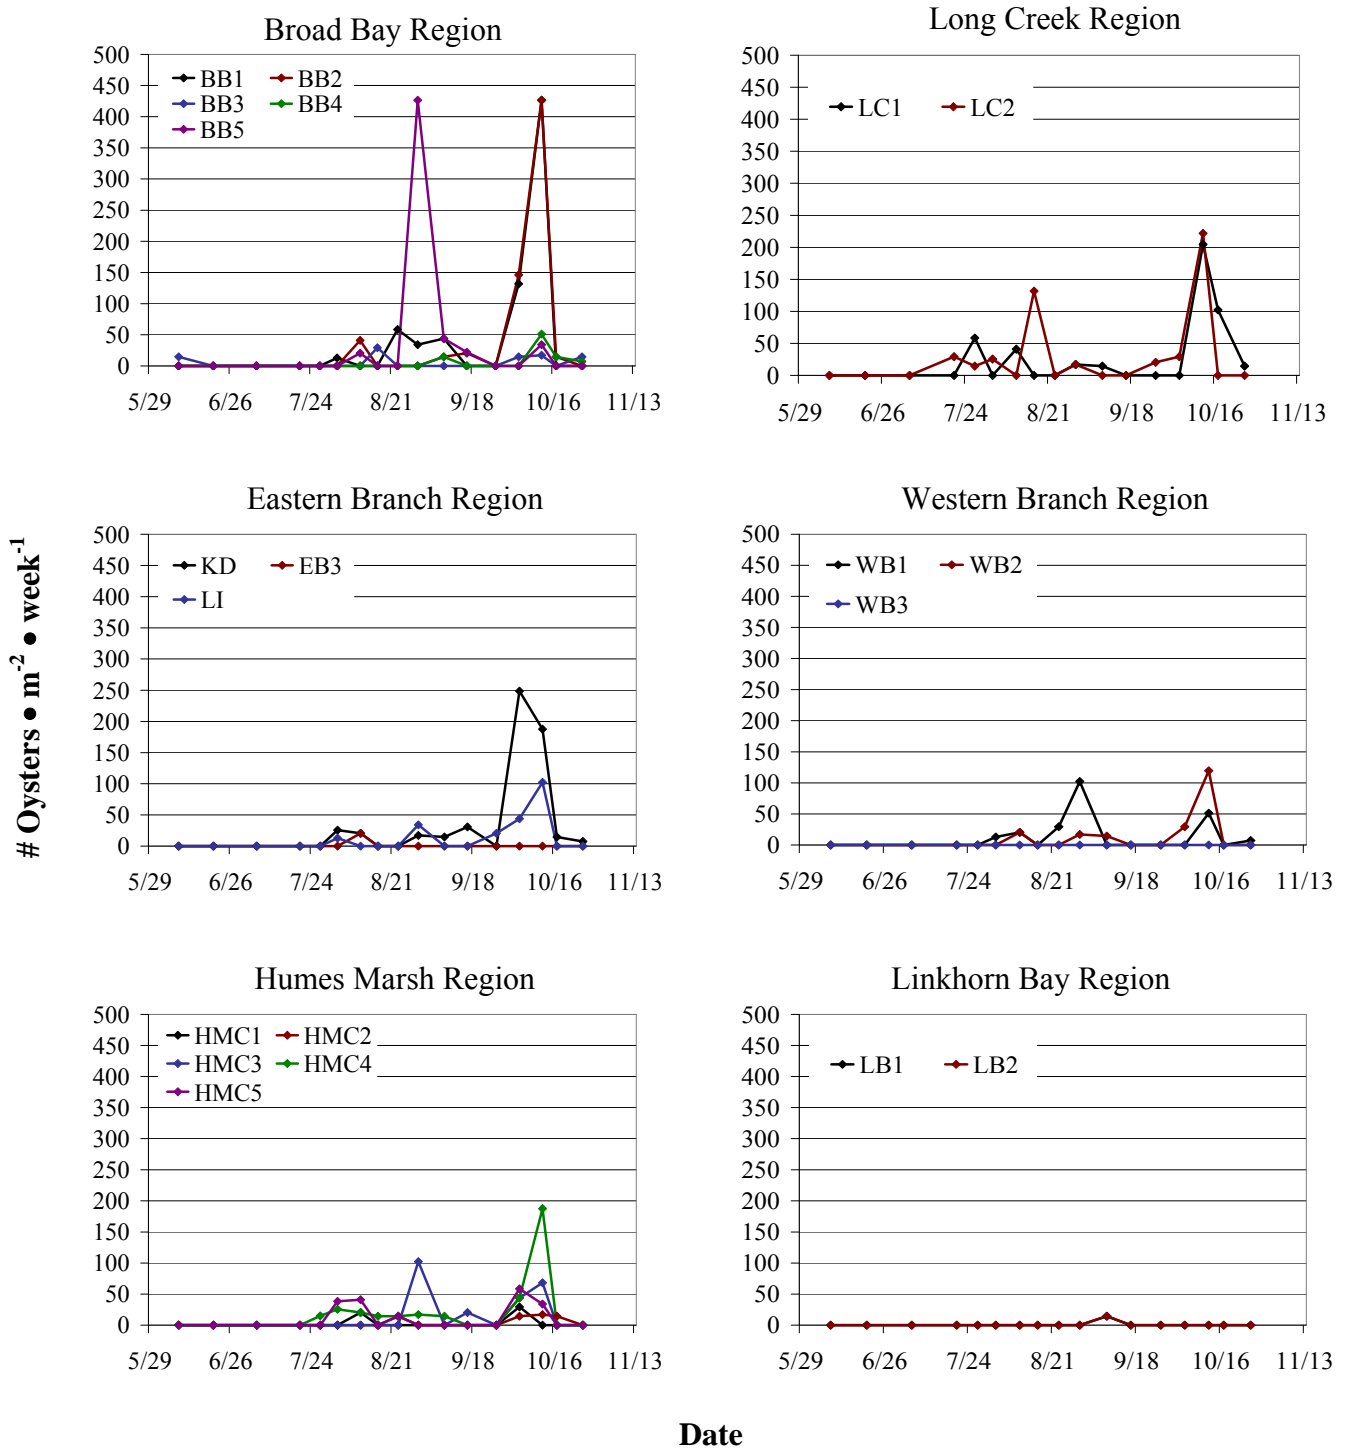 Broad Bay Region
500
450
400
350
300
250
200
150
100
50
0
BB1 BB2
BB3 BB4
BB5
5/29 6/26 7/24 8/21 9/18 10/16 11/13
Long Creek Region
500
450
400
350
300
250
200
150
100
50
0
LC1 LC2
5/29 6/26 7/24 8/21 9/18 10/16 11/13
# Oysters ● m⁻² ● week⁻¹
Eastern Branch Region
500
450
400
350
300
250
200
150
100
50
0
KD EB3
LI
5/29 6/26 7/24 8/21 9/18 10/16 11/13
Western Branch Region
500
450
400
350
300
250
200
150
100
50
0
WB1 WB2
WB3
5/29 6/26 7/24 8/21 9/18 10/16 11/13
Humes Marsh Region
500
450
400
350
300
250
200
150
100
50
0
HMC1 HMC2
HMC3 HMC4
HMC5
5/29 6/26 7/24 8/21 9/18 10/16 11/13
Linkhorn Bay Region
500
450
400
350
300
250
200
150
100
50
0
LB1 LB2
5/29 6/26 7/24 8/21 9/18 10/16 11/13
Date